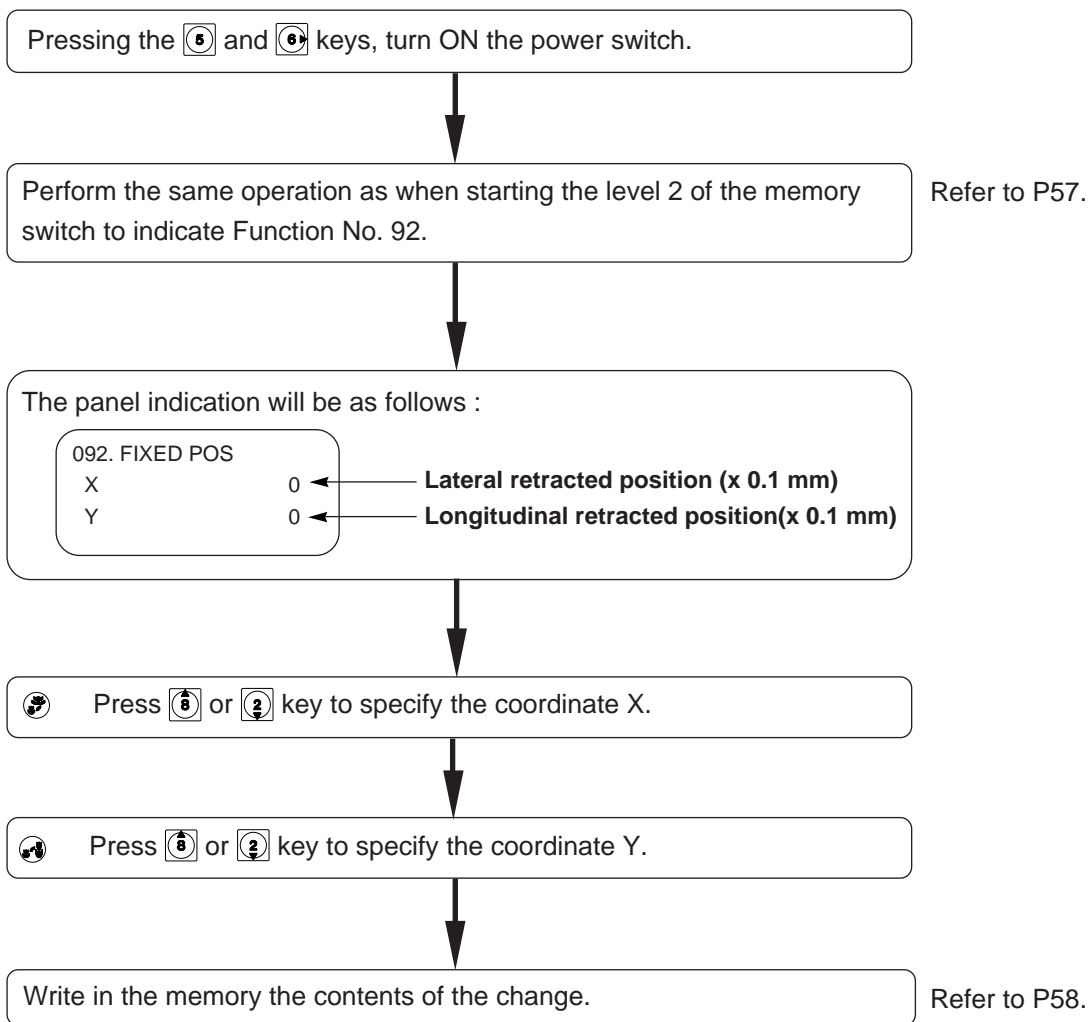 Pressing the 5 and 6 keys, turn ON the power switch.
Perform the same operation as when starting the level 2 of the memory
switch to indicate Function No. 92.
Refer to P57.
The panel indication will be as follows :
092. FIXED POS
X 0 Lateral retracted position (x 0.1 mm)
Y 0 Longitudinal retracted position(x 0.1 mm)
Press 8 or 2 key to specify the coordinate X.
Press 8 or 2 key to specify the coordinate Y.
Write in the memory the contents of the change.
Refer to P58.